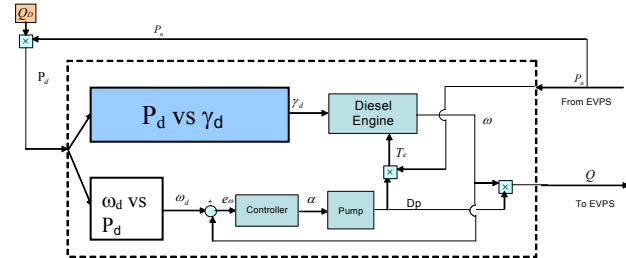 Q_D
×
P_u
P_d
P_u
From EVPS
P_d vs γ_d
γ_d
Diesel
Engine
ω
T_e
×
Q
×
To EVPS
ω_d vs
P_d
ω_d
+
-
e_ω
Controller
α
Pump
Dp